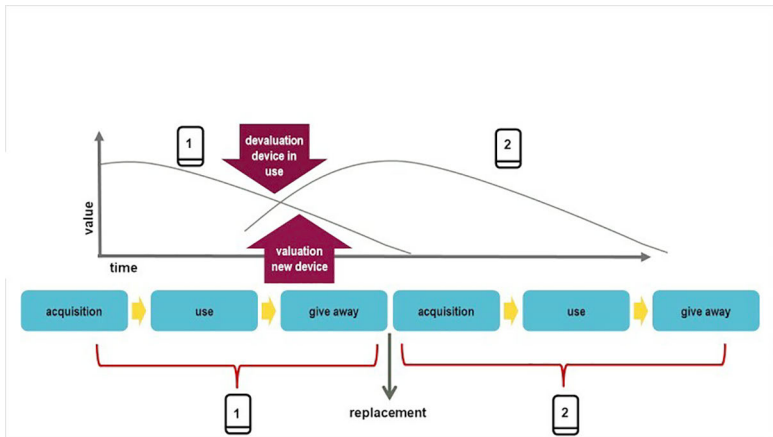 1
2
devaluation
device in
use
value
valuation
new device
time
acquisition
use
give away
acquisition
use
give away
1
replacement
2